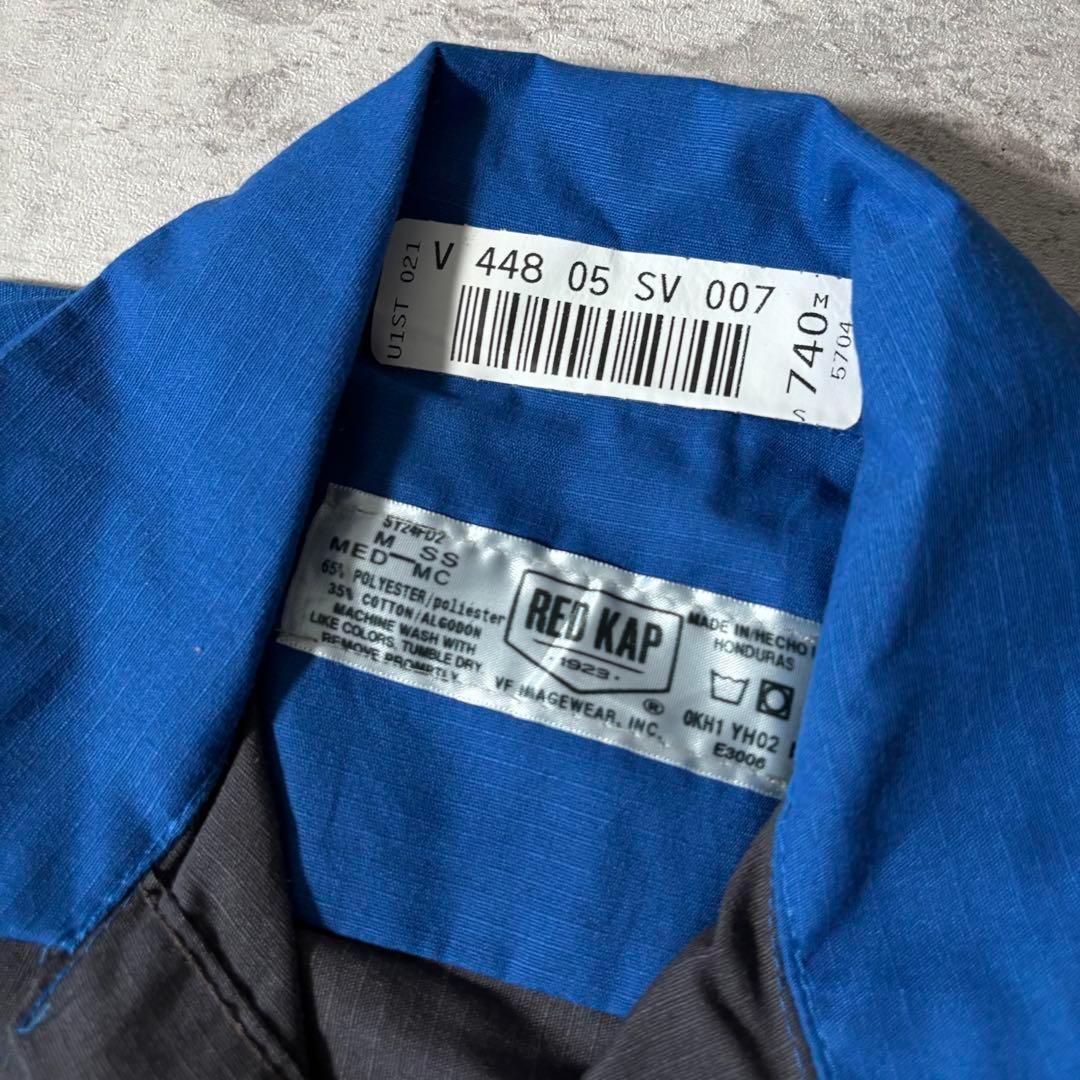 U1ST 021
V 448 05 SV 007
S 740 M
5704
SY24FD2
M SS
MED—MC
65% POLYESTER/poliester
35% COTTON/ALGODON
MACHINE WASH WITH
LIKE COLORS. TUMBLE DRY
REMOVE PROMPTLY
RED KAP
·1923·
®
VF IMAGEWEAR, INC.
MADE IN/HECHO
HONDURAS
0KH1 YH02
E3006